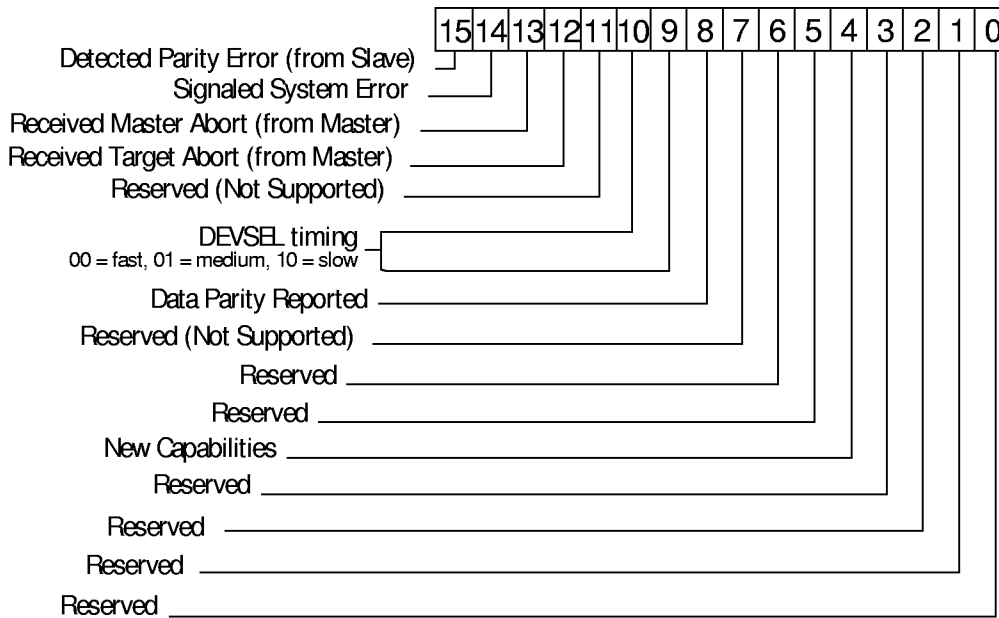 15 14 13 12 11 10 9 8 7 6 5 4 3 2 1 0
Detected Parity Error (from Slave)
Signaled System Error
Received Master Abort (from Master)
Received Target Abort (from Master)
Reserved (Not Supported)
DEVSEL timing
00 = fast, 01 = medium, 10 = slow
Data Parity Reported
Reserved (Not Supported)
Reserved
Reserved
New Capabilities
Reserved
Reserved
Reserved
Reserved